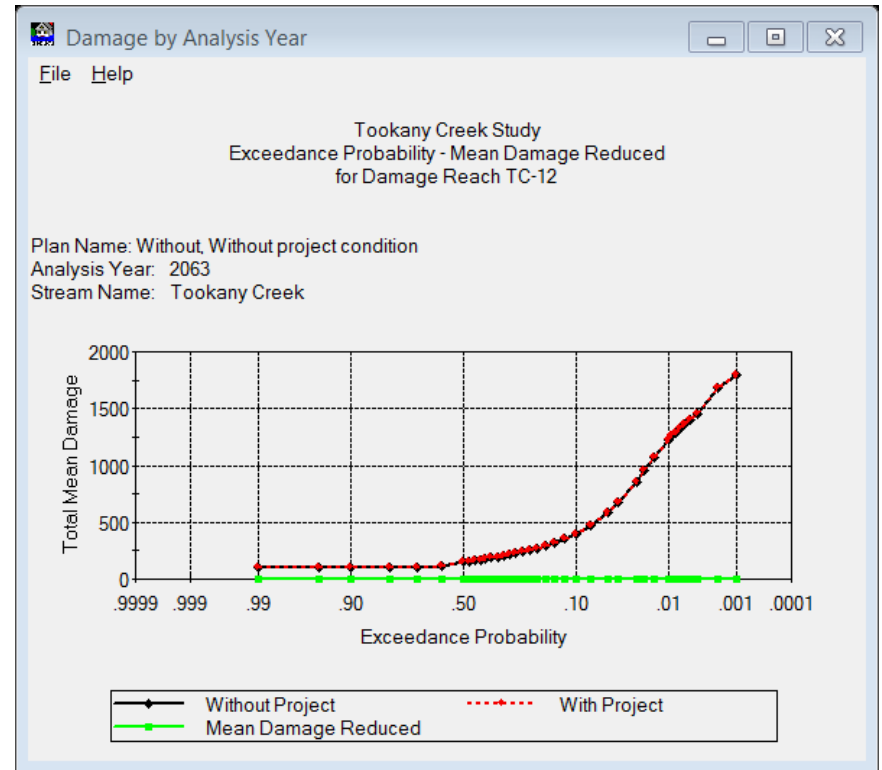 Damage by Analysis Year
File Help
Tookany Creek Study
Exceedance Probability - Mean Damage Reduced
for Damage Reach TC-12
Plan Name: Without, Without project condition
Analysis Year: 2063
Stream Name: Tookany Creek
2000
1500
1000
500
0
Total Mean Damage
.9999 .999 .99 .90 .50 .10 .01 .001 .0001
Exceedance Probability
Without Project With Project
Mean Damage Reduced